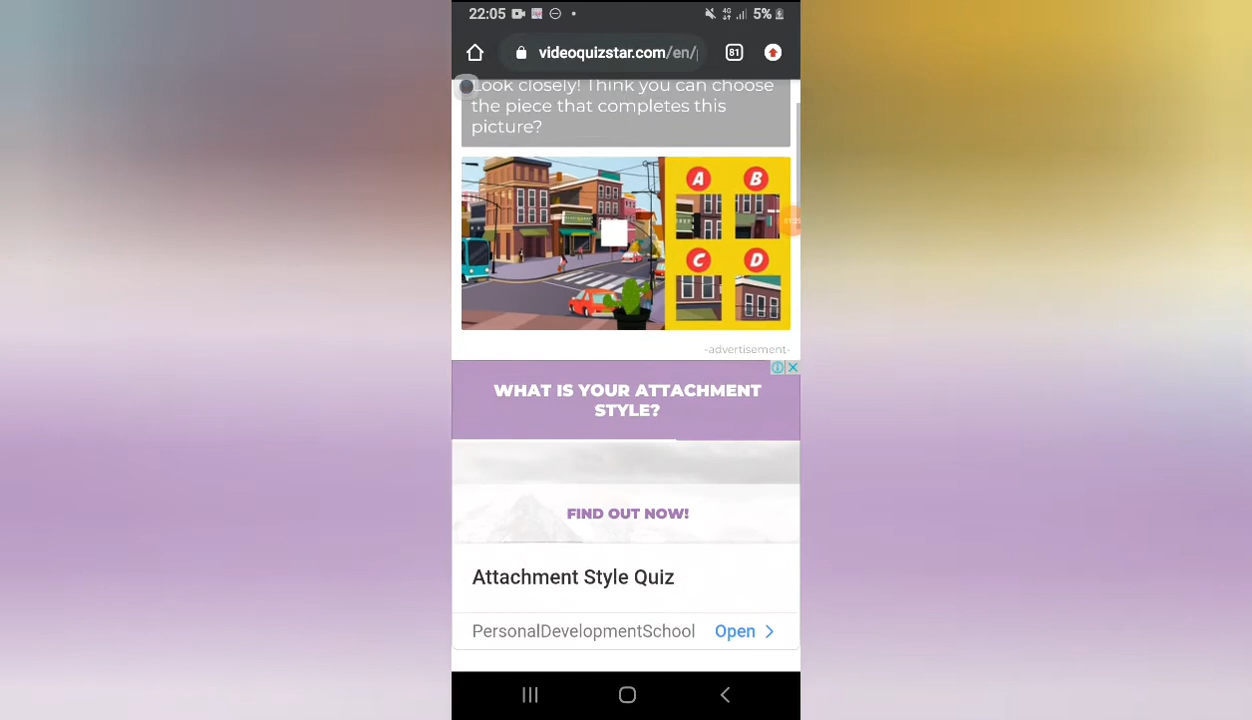 22:05
4G
5%
videoquizstar.com/en/
81
Look closely! Think you can choose
the piece that completes this
picture?
A
B
C
D
-advertisement-
WHAT IS YOUR ATTACHMENT
STYLE?
FIND OUT NOW!
Attachment Style Quiz
PersonalDevelopmentSchool
Open